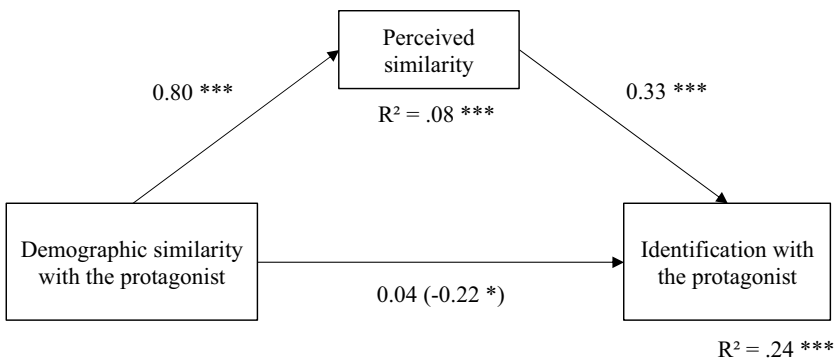 Perceived
similarity
0.80 ***
0.33 ***
R² = .08 ***
Demographic similarity
with the protagonist
Identification with
the protagonist
0.04 (-0.22 *)
R² = .24 ***